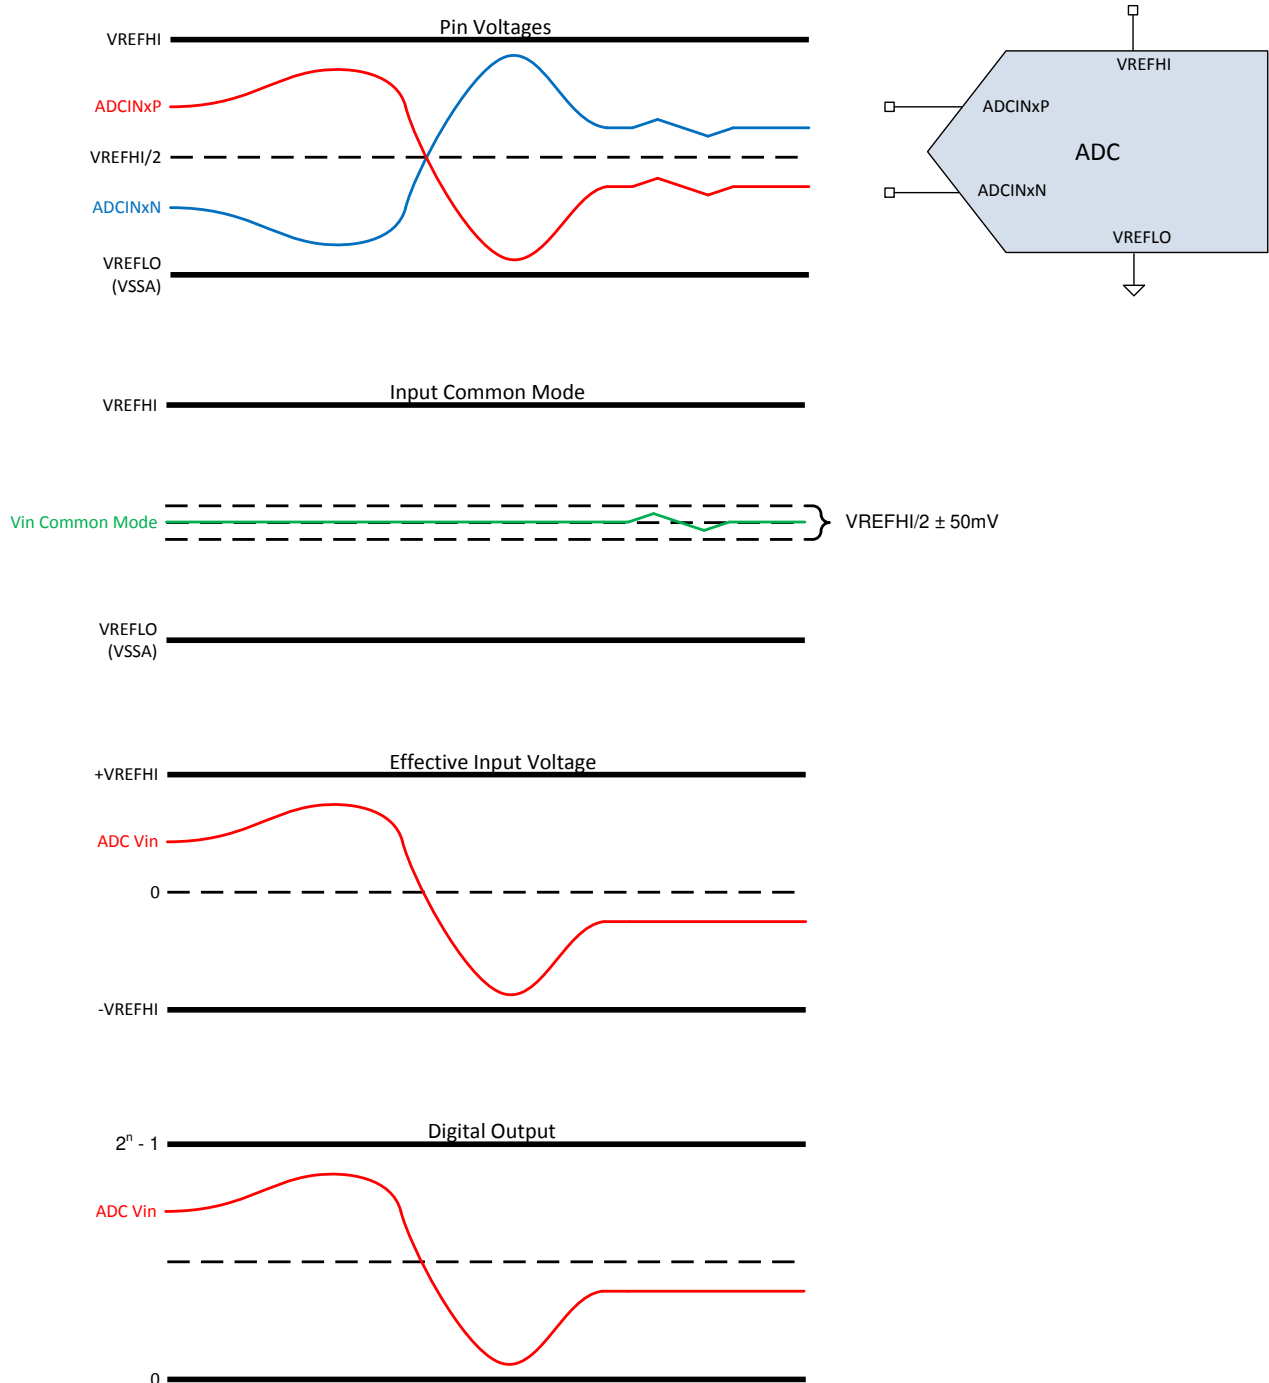 Pin Voltages
VREFHI
ADCINxP
VREFHI/2
ADCINxN
VREFLO
(VSSA)
VREFHI
ADCINxP
ADC
ADCINxN
VREFLO
Input Common Mode
VREFHI
Vin Common Mode
VREFHI/2 ± 50mV
VREFLO
(VSSA)
Effective Input Voltage
+VREFHI
ADC Vin
0
-VREFHI
Digital Output
2ⁿ - 1
ADC Vin
0